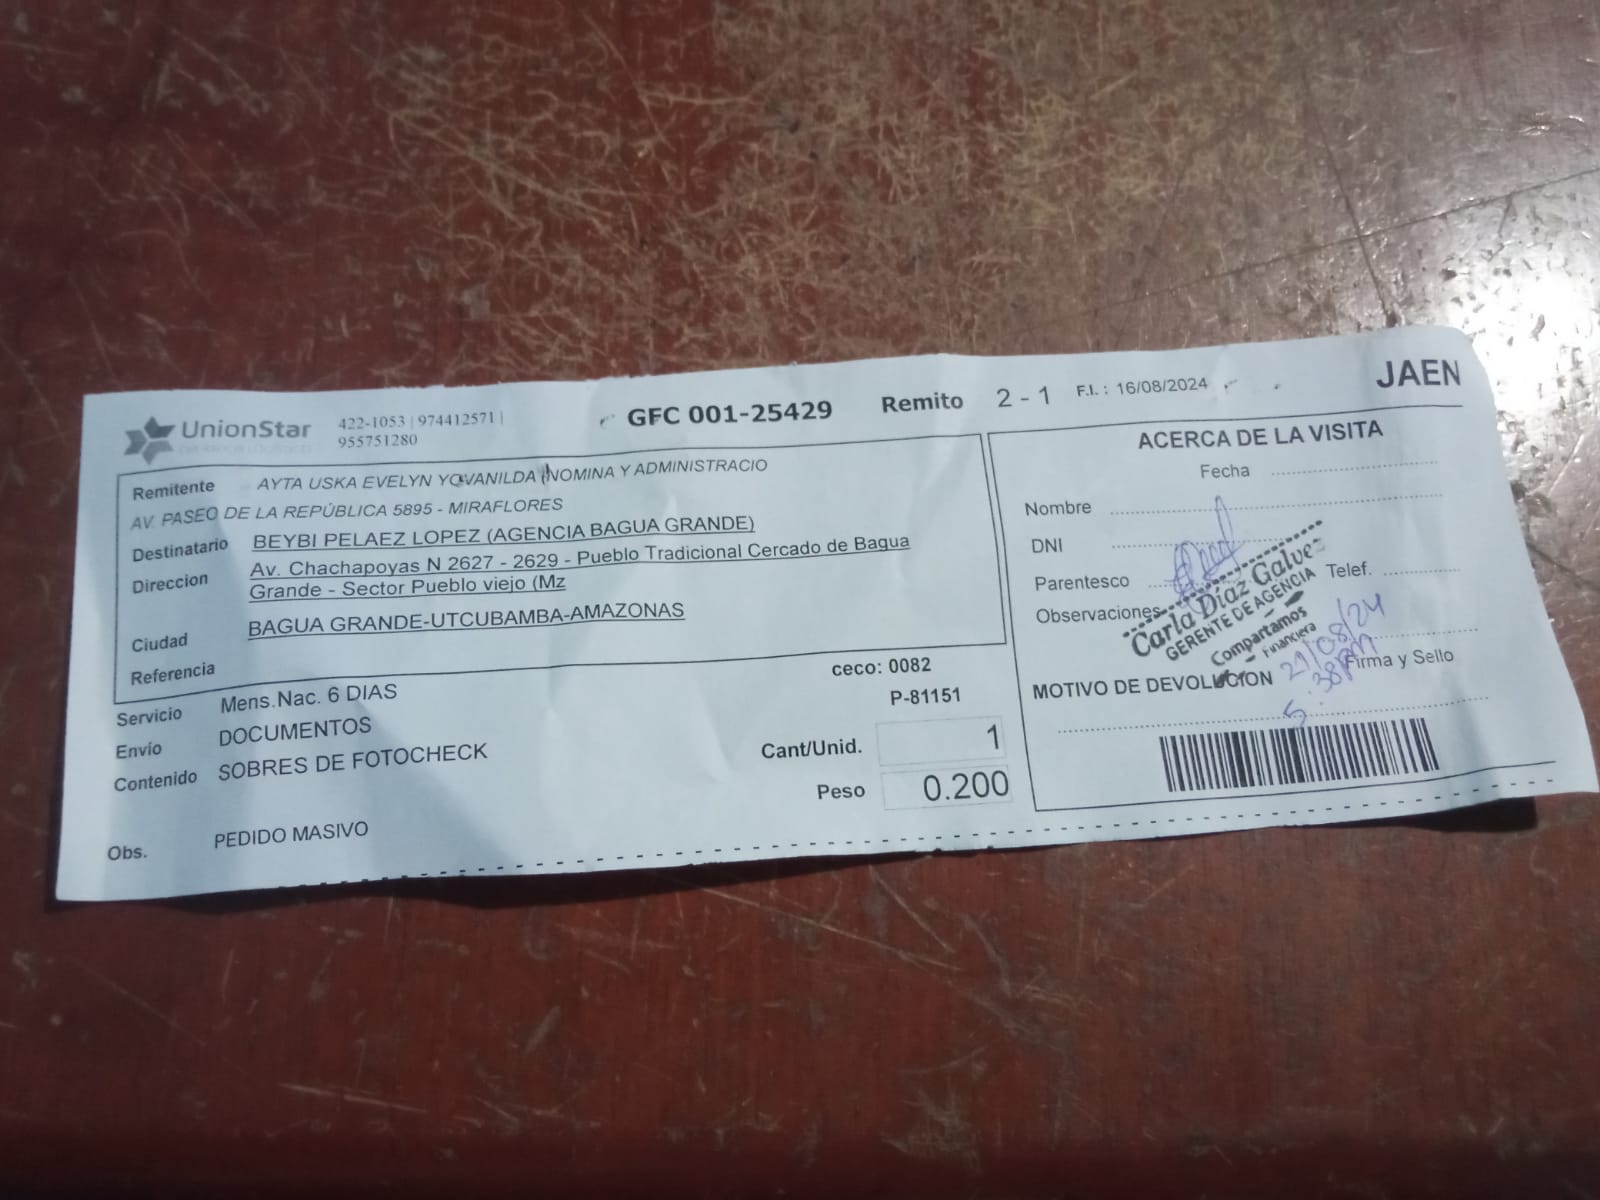 UnionStar
422-1053 | 974412571 |
955751280
GFC 001-25429
Remito 2 - 1
F.I. : 16/08/2024
JAEN
Remitente AYTA USKA EVELYN YOVANILDA (NOMINA Y ADMINISTRACIO
AV. PASEO DE LA REPÚBLICA 5895 - MIRAFLORES
Destinatario BEYBI PELAEZ LOPEZ (AGENCIA BAGUA GRANDE)
Direccion Av. Chachapoyas N 2627 - 2629 - Pueblo Tradicional Cercado de Bagua
Grande - Sector Pueblo viejo (Mz
Ciudad BAGUA GRANDE-UTCUBAMBA-AMAZONAS
Referencia
ceco: 0082
Servicio Mens.Nac. 6 DIAS
P-81151
Envío DOCUMENTOS
Cant/Unid. 1
Contenido SOBRES DE FOTOCHECK
Peso 0.200
Obs. PEDIDO MASIVO
ACERCA DE LA VISITA
Fecha
Nombre
DNI
Parentesco
Telef.
Observaciones
Carla Díaz Galvez
GERENTE DE AGENCIA
Compartamos
Financiera
21/08/24
5:38pm
Firma y Sello
MOTIVO DE DEVOLUCION